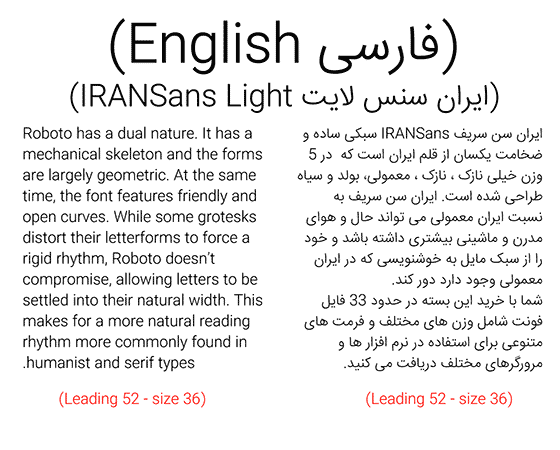 (فارسی English)
(ایران سنس لایت IRANSans Light)
ایران سن سریف IRANSans سبکی ساده و
ضخامت یکسان از قلم ایران است که در 5
وزن خیلی نازک ، نازک ، معمولی، بولد و سیاه
طراحی شده است. ایران سن سریف به
نسبت ایران معمولی می تواند حال و هوای
مدرن و ماشینی بیشتری داشته باشد و خود
را از سبک مایل به خوشنویسی که در ایران
معمولی وجود دارد دور کند.
شما با خرید این بسته در حدود 33 فایل
فونت شامل وزن های مختلف و فرمت های
متنوعی برای استفاده در نرم افزار ها و
مرورگرهای مختلف دریافت می کنید.
(Leading 52 - size 36)
Roboto has a dual nature. It has a
mechanical skeleton and the forms
are largely geometric. At the same
time, the font features friendly and
open curves. While some grotesks
distort their letterforms to force a
rigid rhythm, Roboto doesn’t
compromise, allowing letters to be
settled into their natural width. This
makes for a more natural reading
rhythm more commonly found in
.humanist and serif types
(Leading 52 - size 36)